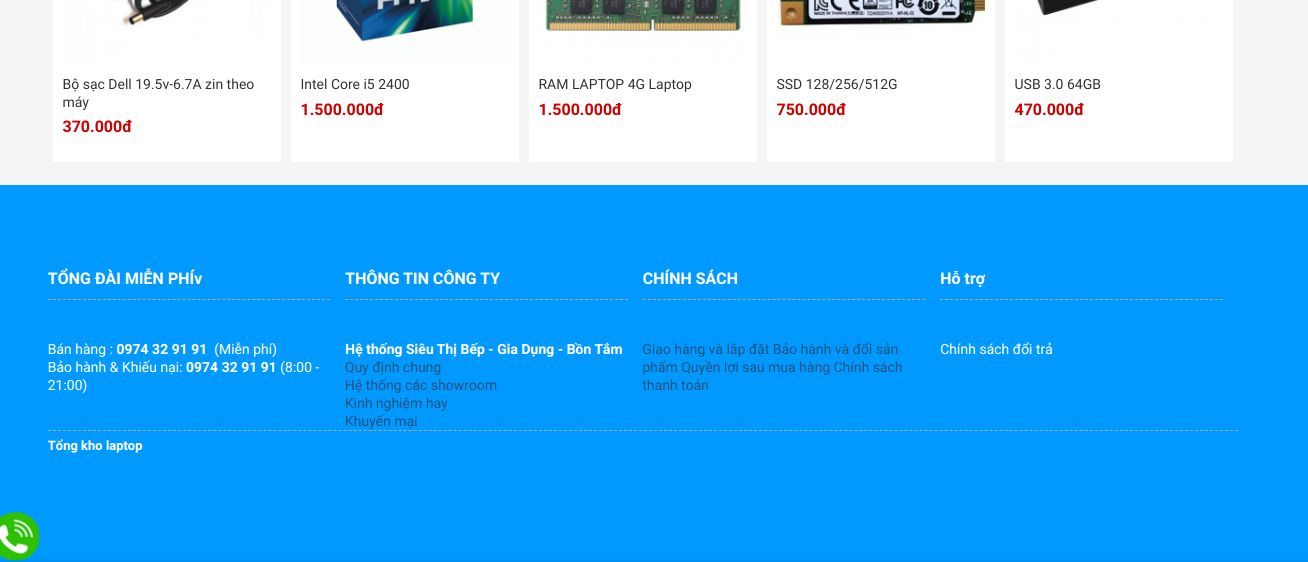 Bộ sạc Dell 19.5v-6.7A zin theo
máy
370.000đ
Intel Core i5 2400
1.500.000đ
RAM LAPTOP 4G Laptop
1.500.000đ
SSD 128/256/512G
750.000đ
USB 3.0 64GB
470.000đ
TỔNG ĐÀI MIỄN PHÍv
Bán hàng : 0974 32 91 91 (Miễn phí)
Bảo hành & Khiếu nại: 0974 32 91 91 (8:00 -
21:00)
THÔNG TIN CÔNG TY
Hệ thống Siêu Thị Bếp - Gia Dụng - Bồn Tắm
Quy định chung
Hệ thống các showroom
Kinh nghiệm hay
Khuyến mại
CHÍNH SÁCH
Giao hàng và lắp đặt Bảo hành và đổi sản
phẩm Quyền lợi sau mua hàng Chính sách
thanh toán
Hỗ trợ
Chính sách đổi trả
Tổng kho laptop